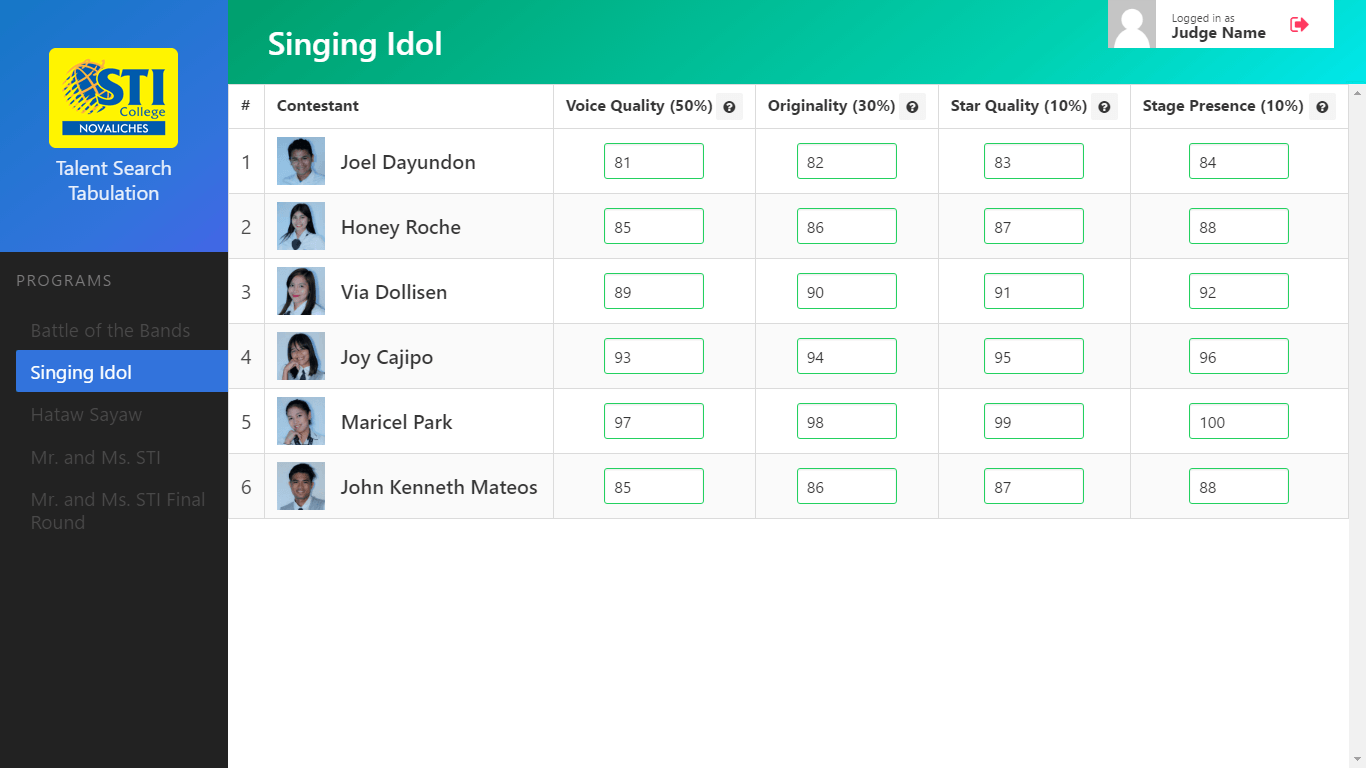 STI
College
NOVALICHES
Talent Search
Tabulation
PROGRAMS
Battle of the Bands
Singing Idol
Hataw Sayaw
Mr. and Ms. STI
Mr. and Ms. STI Final
Round
Singing Idol
Logged in as
Judge Name
# Contestant Voice Quality (50%) ? Originality (30%) ? Star Quality (10%) ? Stage Presence (10%) ?
1 Joel Dayundon 81 82 83 84
2 Honey Roche 85 86 87 88
3 Via Dollisen 89 90 91 92
4 Joy Cajipo 93 94 95 96
5 Maricel Park 97 98 99 100
6 John Kenneth Mateos 85 86 87 88